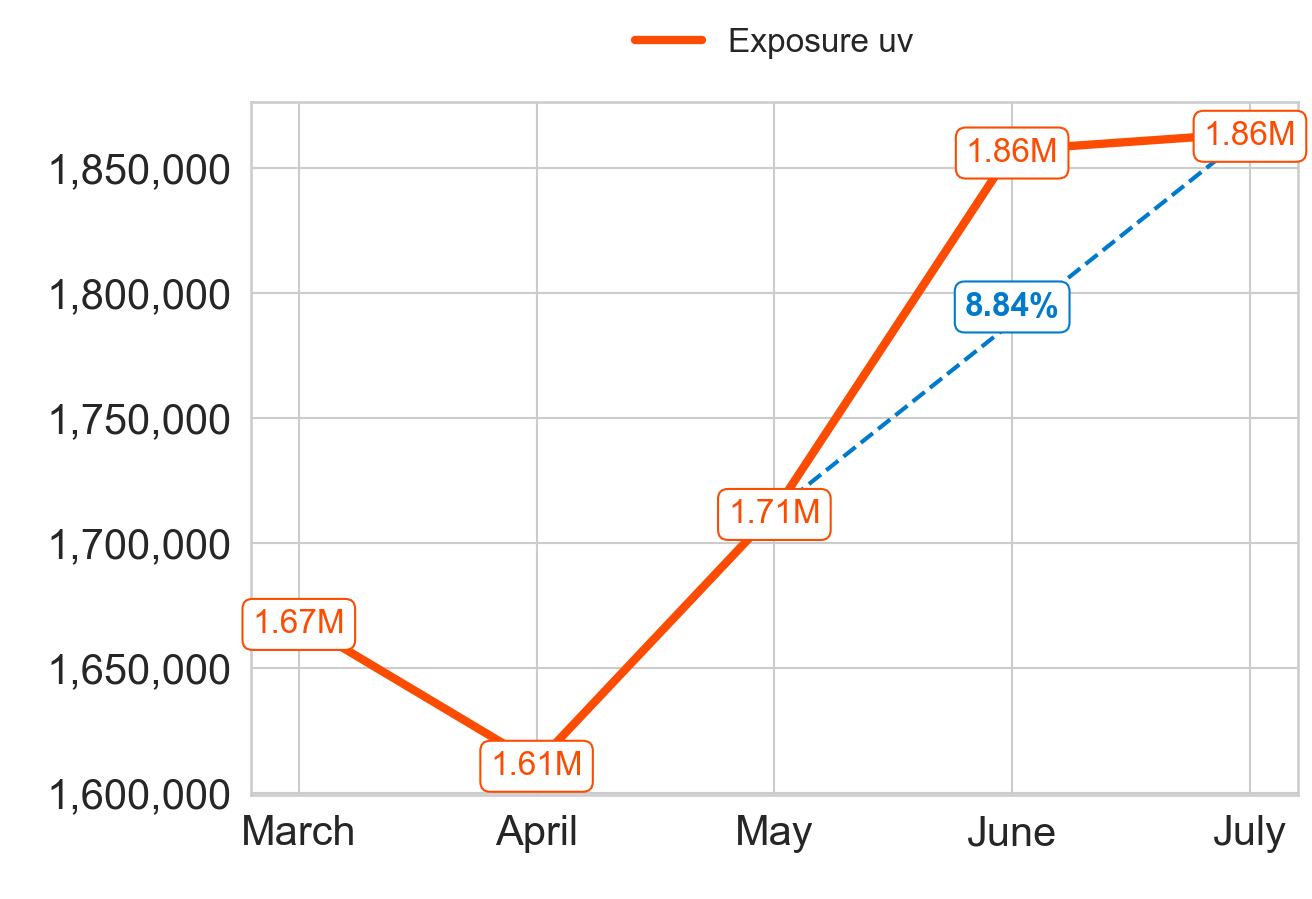 Exposure uv
1,850,000
1,800,000
1,750,000
1,700,000
1,650,000
1,600,000
1.67M
1.61M
1.71M
1.86M
1.86M
8.84%
March
April
May
June
July